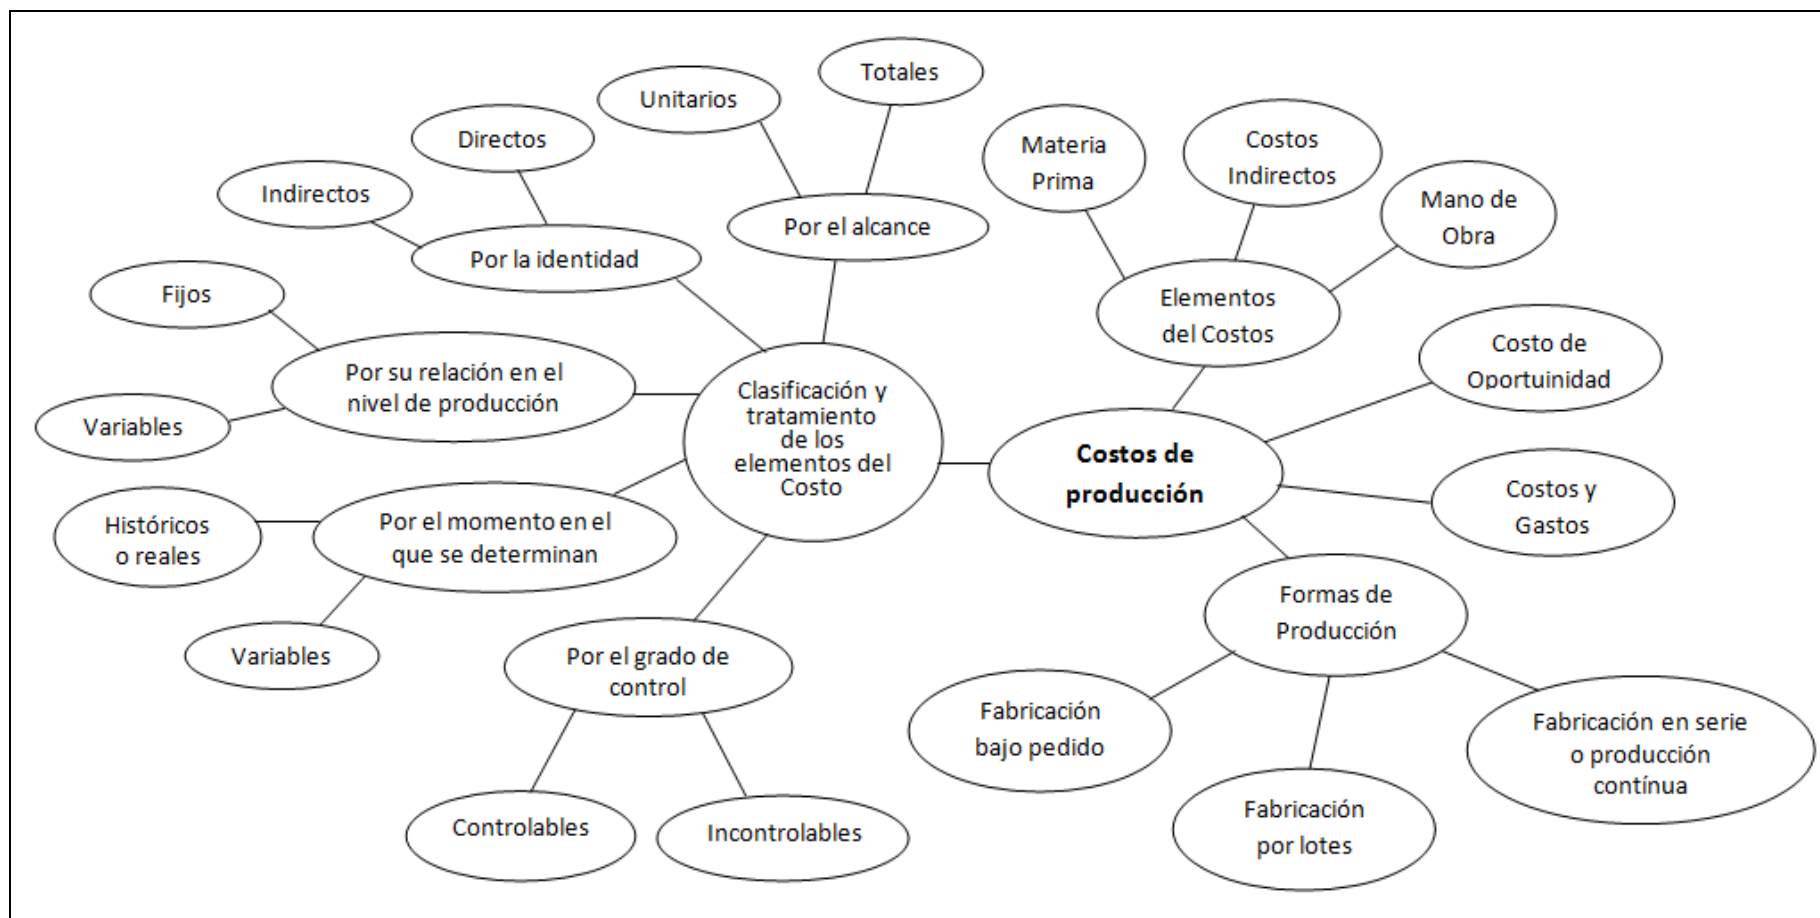 Totales
Unitarios
Directos
Indirectos
Por el alcance
Por la identidad
Fijos
Por su relación en el
nivel de producción
Variables
Clasificación y
tratamiento
de los
elementos del
Costo
Históricos
o reales
Por el momento en el
que se determinan
Variables
Por el grado de
control
Controlables
Incontrolables
Materia
Prima
Costos
Indirectos
Mano de
Obra
Elementos
del Costos
Costo de
Oportuinidad
Costos de
producción
Costos y
Gastos
Formas de
Producción
Fabricación
bajo pedido
Fabricación
por lotes
Fabricación en serie
o producción
contínua